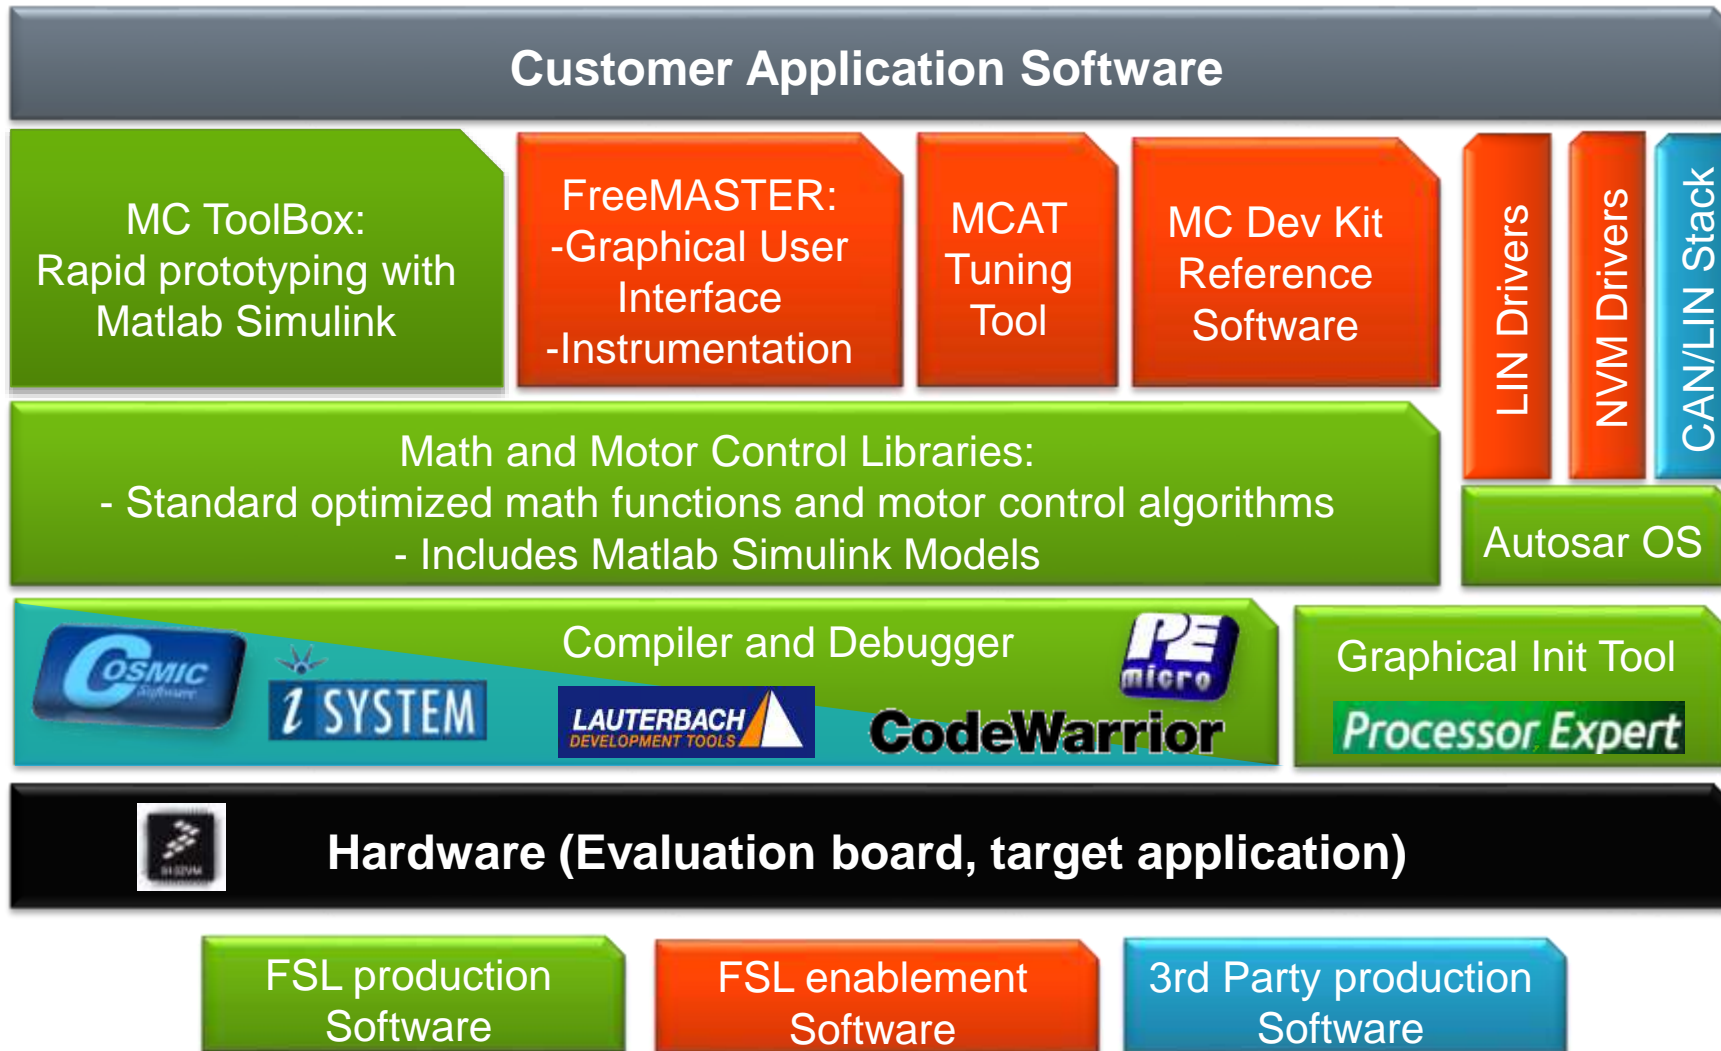 Customer Application Software
MC ToolBox:
Rapid prototyping with
Matlab Simulink
FreeMASTER:
-Graphical User
Interface
-Instrumentation
MCAT
Tuning
Tool
MC Dev Kit
Reference
Software
LIN Drivers
NVM Drivers
CAN/LIN Stack
Math and Motor Control Libraries:
- Standard optimized math functions and motor control algorithms
- Includes Matlab Simulink Models
Autosar OS
Compiler and Debugger
COSMIC
Software
i SYSTEM
LAUTERBACH
DEVELOPMENT TOOLS
PE
micro
CodeWarrior
Graphical Init Tool
Processor Expert
Hardware (Evaluation board, target application)
FSL production
Software
FSL enablement
Software
3rd Party production
Software